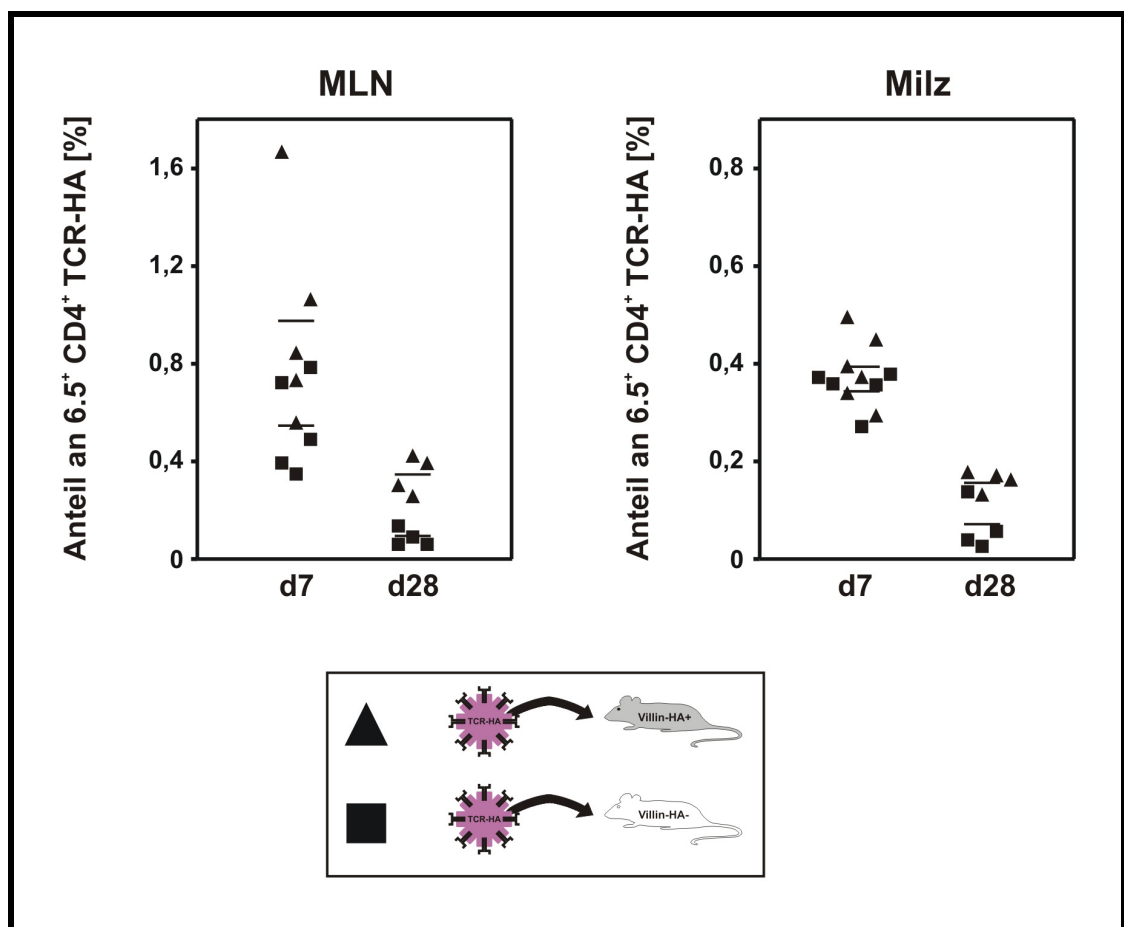 MLN
Anteil an 6.5⁺ CD4⁺ TCR-HA [%]
1,6
1,2
0,8
0,4
0
d7 d28
Milz
Anteil an 6.5⁺ CD4⁺ TCR-HA [%]
0,8
0,6
0,4
0,2
0
d7 d28
TCR-HA Villin-HA+
TCR-HA Villin-HA-